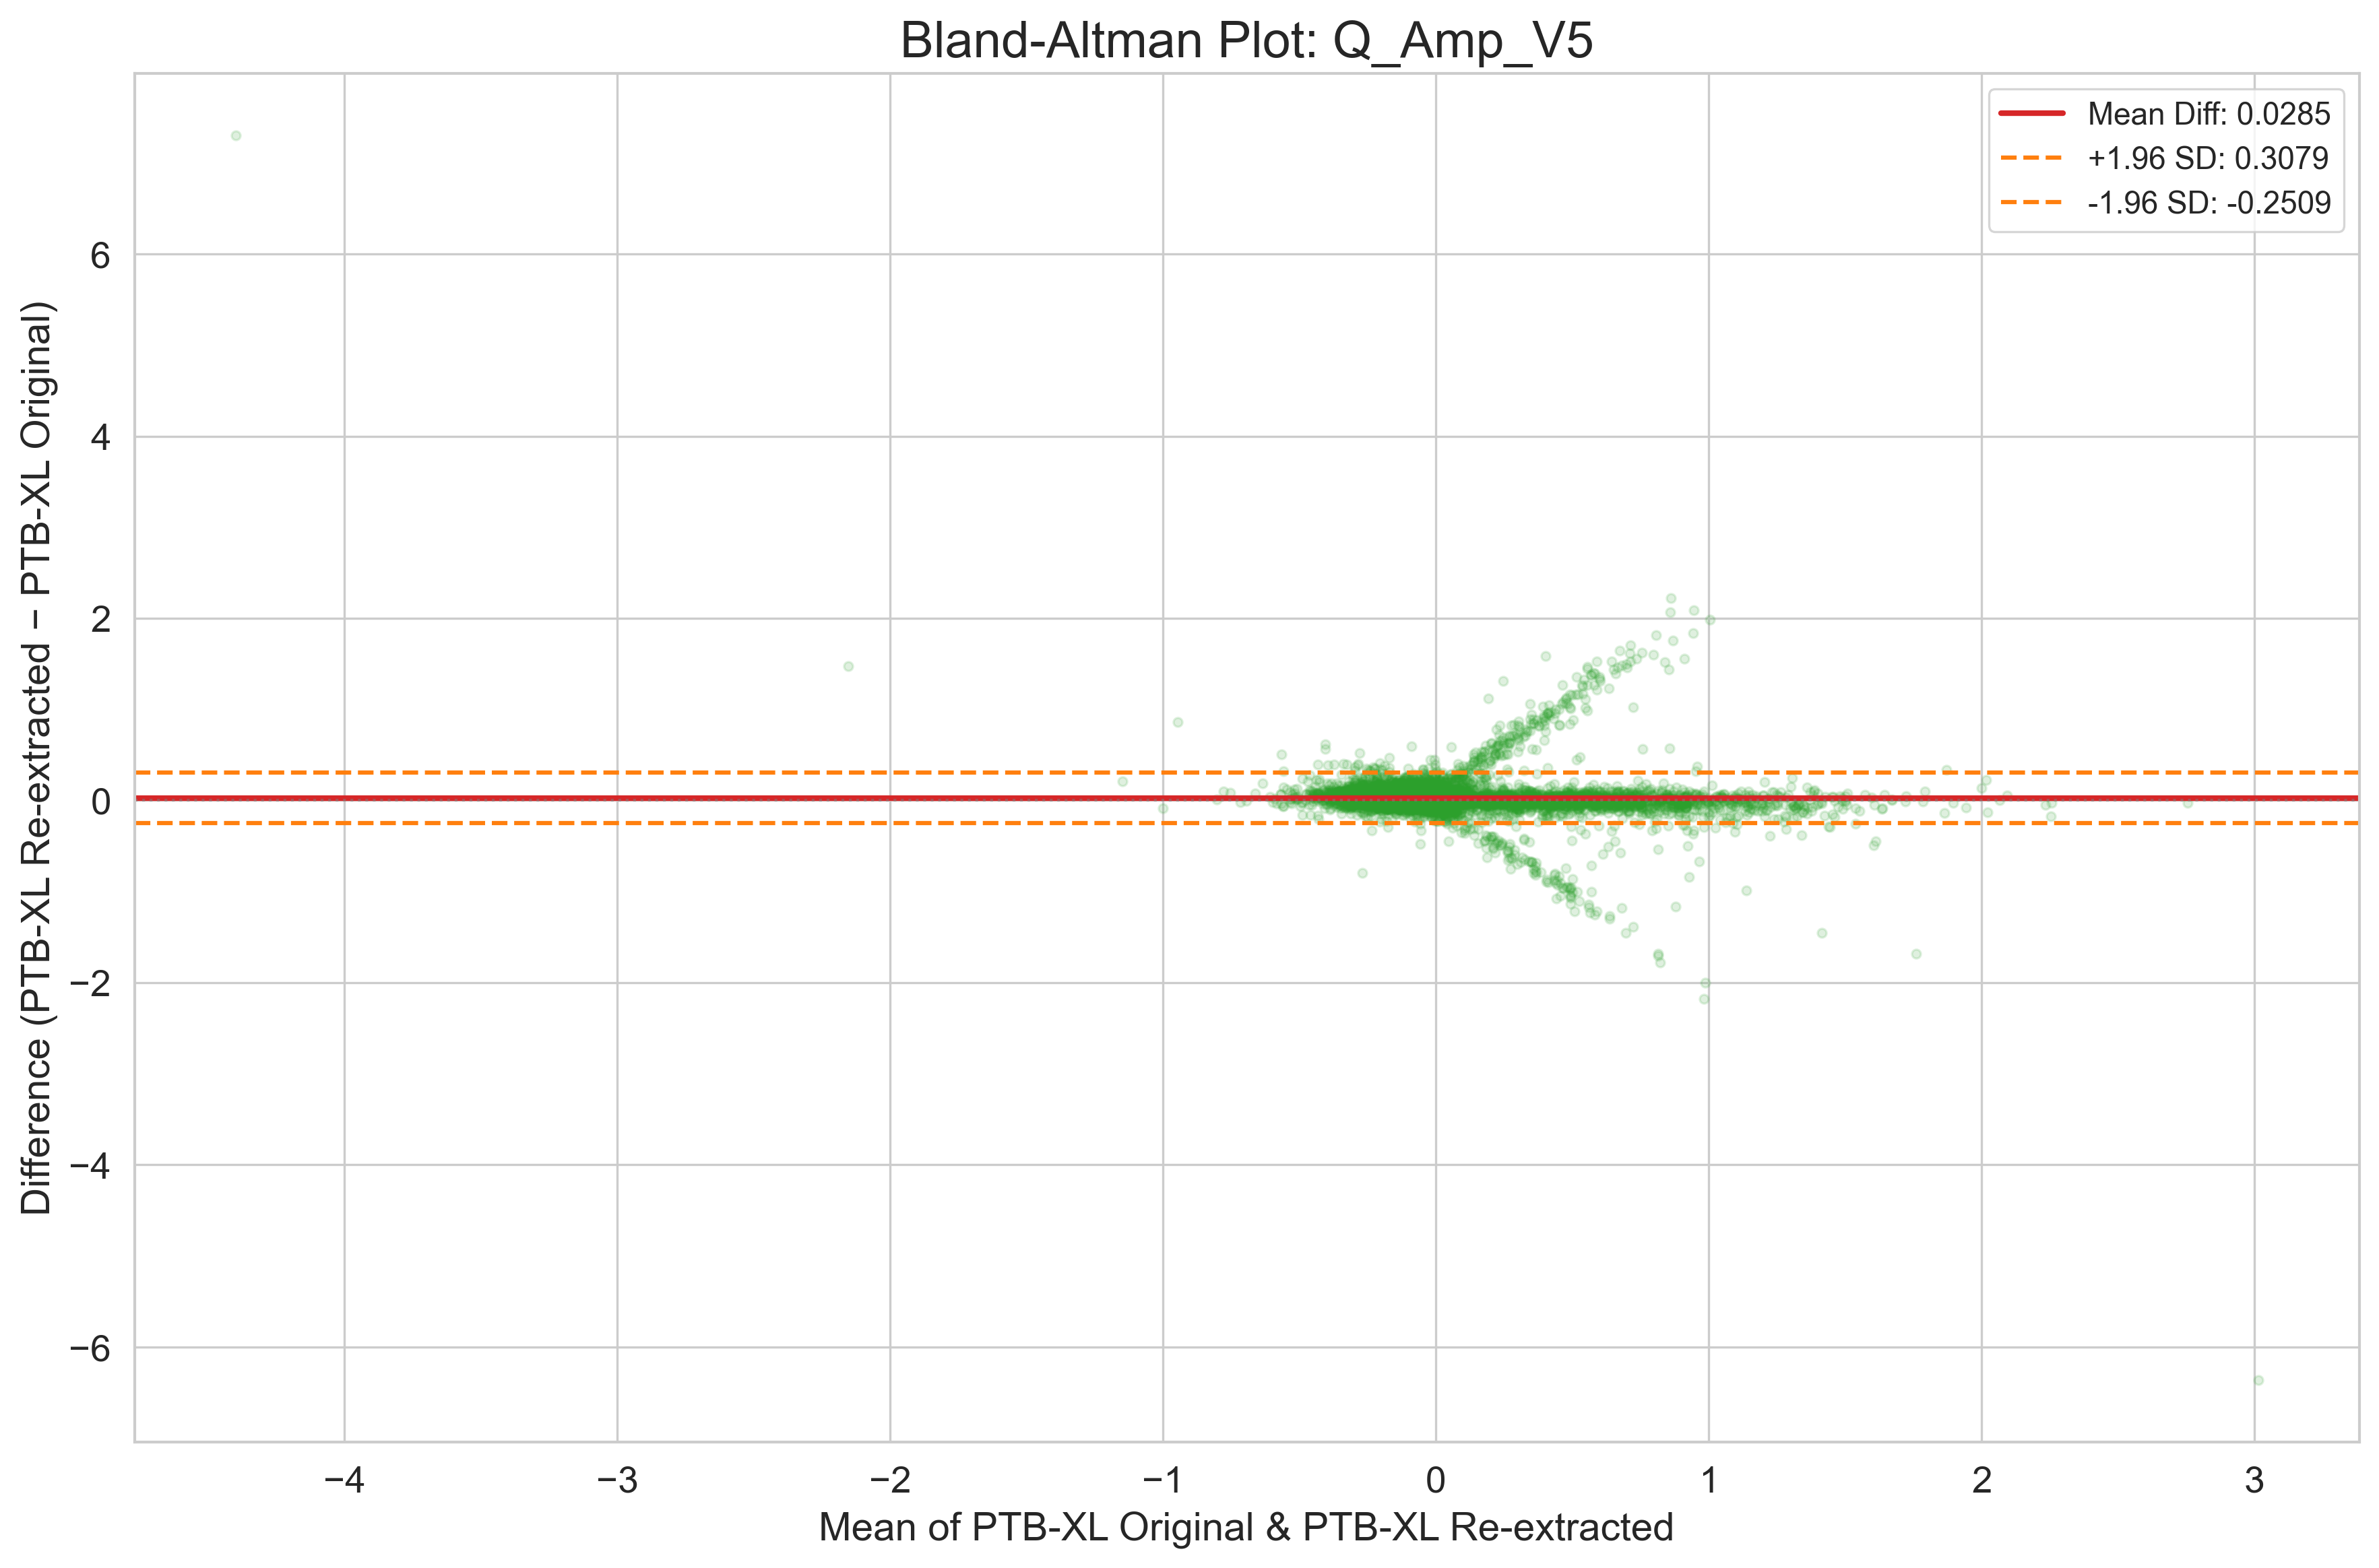 Bland-Altman Plot: Q_Amp_V5
Mean Diff: 0.0285
+1.96 SD: 0.3079
-1.96 SD: -0.2509
Difference (PTB-XL Re-extracted − PTB-XL Original)
6
4
2
0
−2
−4
−6
−4
−3
−2
−1
0
1
2
3
Mean of PTB-XL Original & PTB-XL Re-extracted